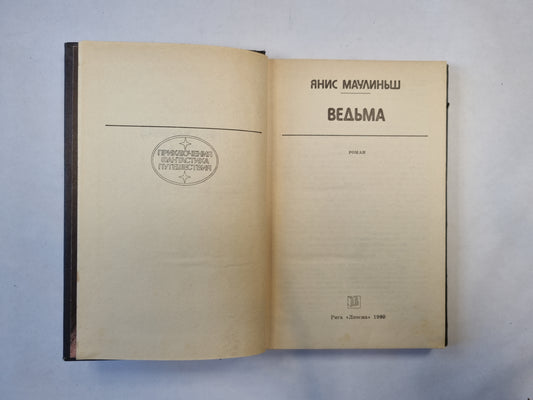 ПРИКЛЮЧЕНИЯ
ФАНТАСТИКА
ПУТЕШЕСТВИЯ
ЯНИС МАУЛИНЬШ
ВЕДЬМА
РОМАН
Рига «Лиесма» 1990